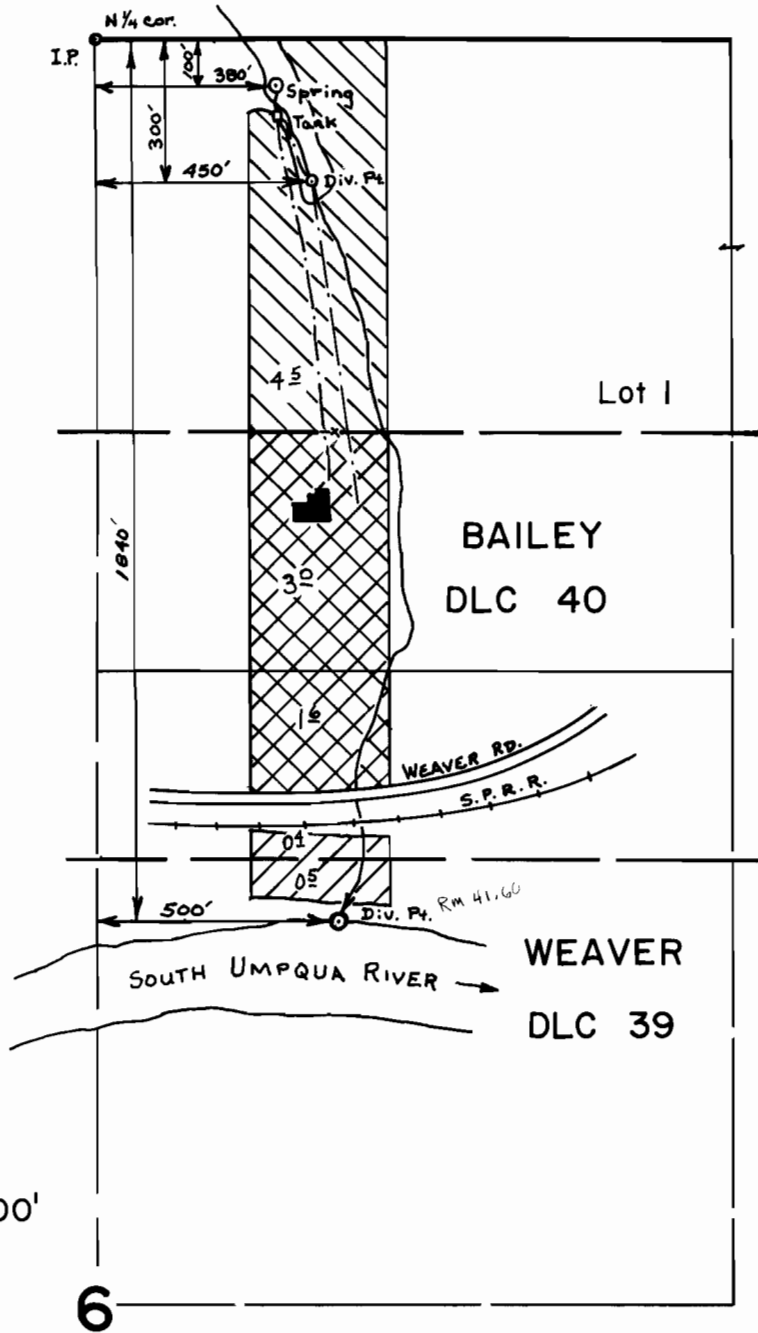 N ¼ cor.
I.P.
100'
380'
Spring
Tank
300'
450'
Div. Pt.
4 5
Lot 1
1840'
BAILEY
DLC 40
3 0
1 6
WEAVER RD.
S.P.R.R.
0 4
0 5
500'
Div. Pt.
Rm 41.60
WEAVER
SOUTH UMPQUA RIVER
DLC 39
00'
6